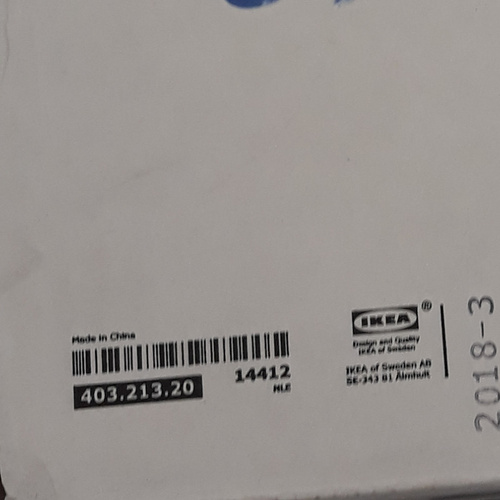 Made in China
403.213.20
14412
MLE
IKEA®
Design and Quality
IKEA of Sweden
IKEA of Sweden AB
SE-343 81 Älmhult
2018-3